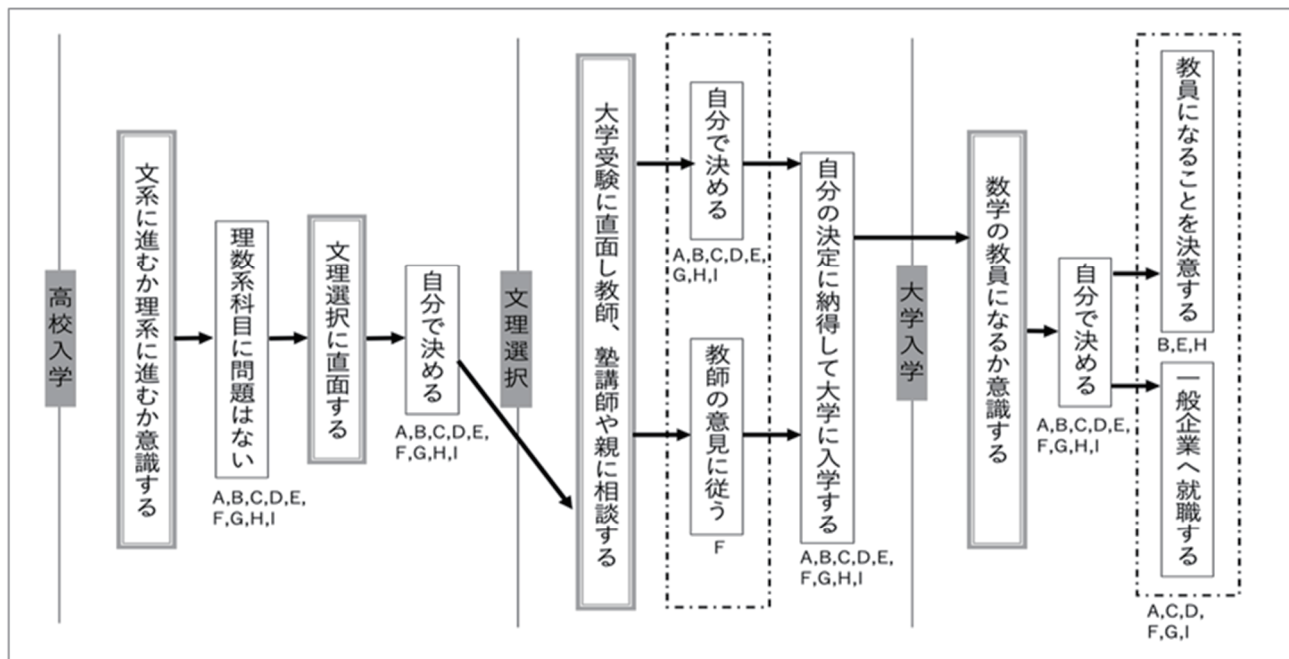 高校入学
文系に進むか理系に進むか意識する
理数系科目に問題はない
A,B,C,D,E,
F,G,H,I
文理選択に直面する
自分で決める
A,B,C,D,E,
F,G,H,I
文理選択
大学受験に直面し教師、塾講師や親に相談する
自分で決める
A,B,C,D,E,
G,H,I
教師の意見に従う
F
自分の決定に納得して大学に入学する
A,B,C,D,E,
F,G,H,I
大学入学
数学の教員になるか意識する
自分で決める
A,B,C,D,E,
F,G,H,I
教員になることを決意する
B,E,H
一般企業へ就職する
A,C,D,
F,G,I